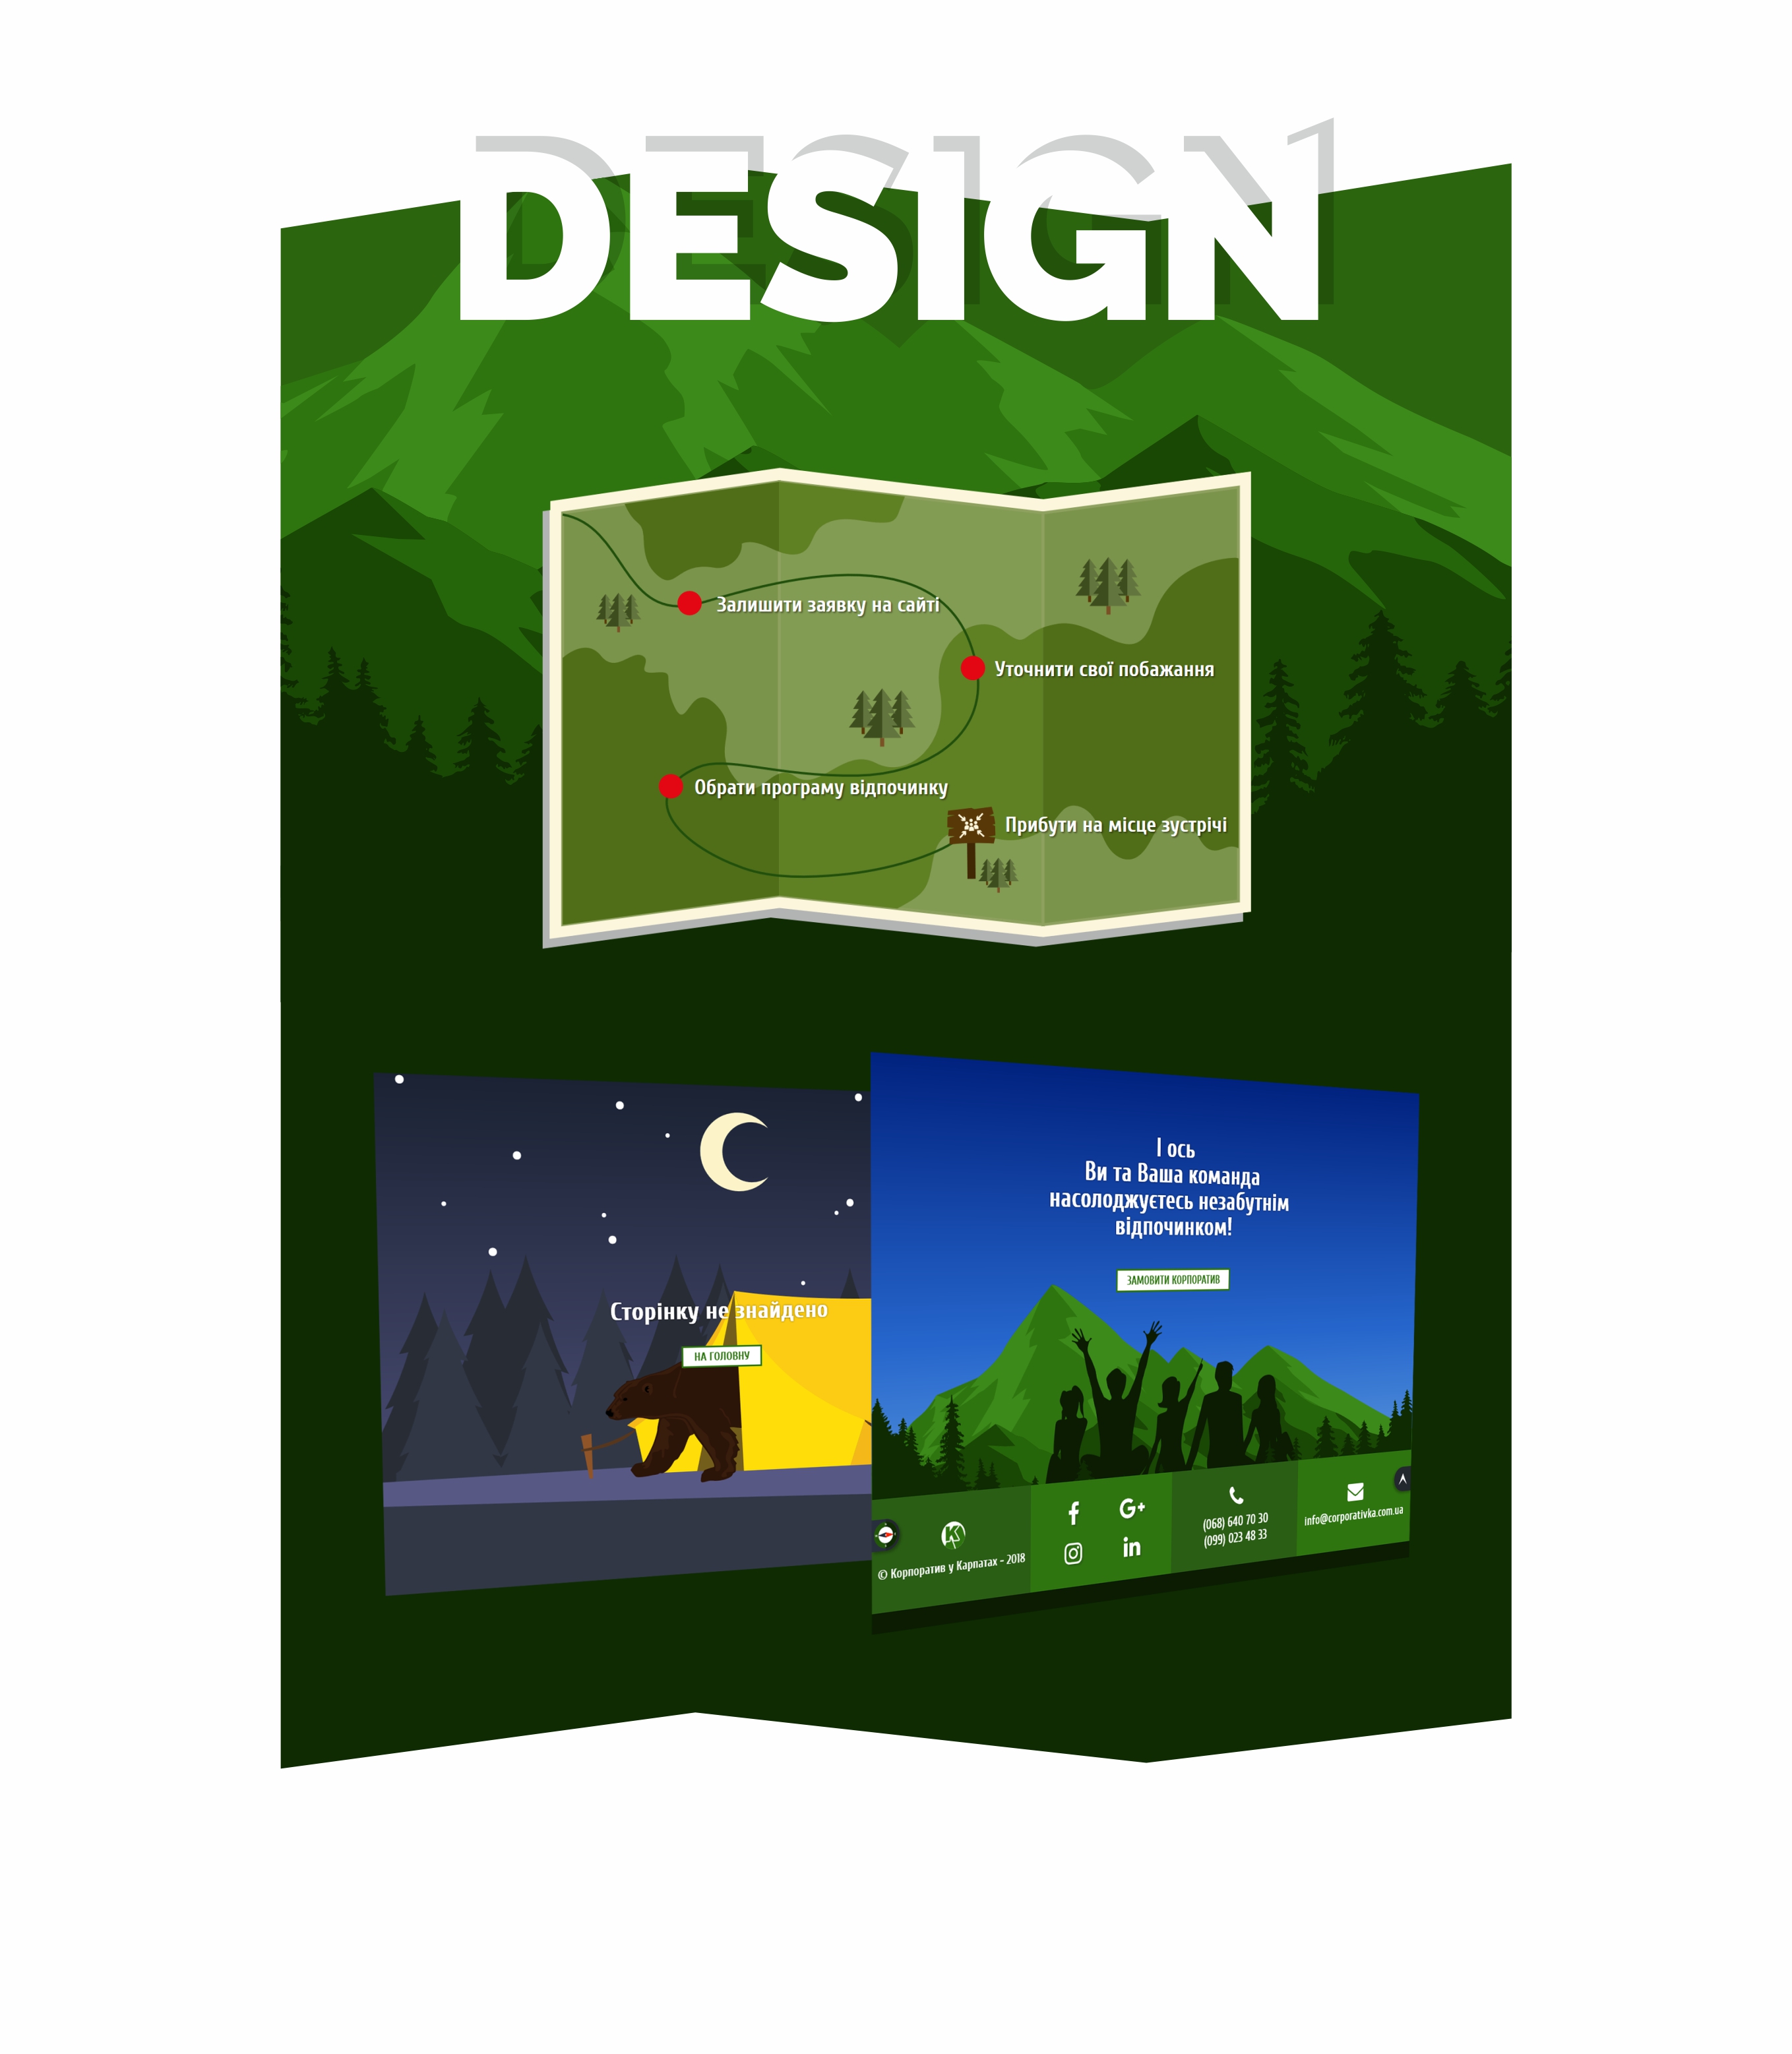 DESIGN
Залишити заявку на сайті
Уточнити свої побажання
Обрати програму відпочинку
Прибути на місце зустрічі
Сторінку не знайдено
НА ГОЛОВНУ
І ось
Ви та Ваша команда
насолоджуєтесь незабутнім
відпочинком!
ЗАМОВИТИ КОРПОРАТИВ
© Корпоратив у Карпатах - 2018
(068) 640 70 30
(099) 023 48 33
info@corporativka.com.ua